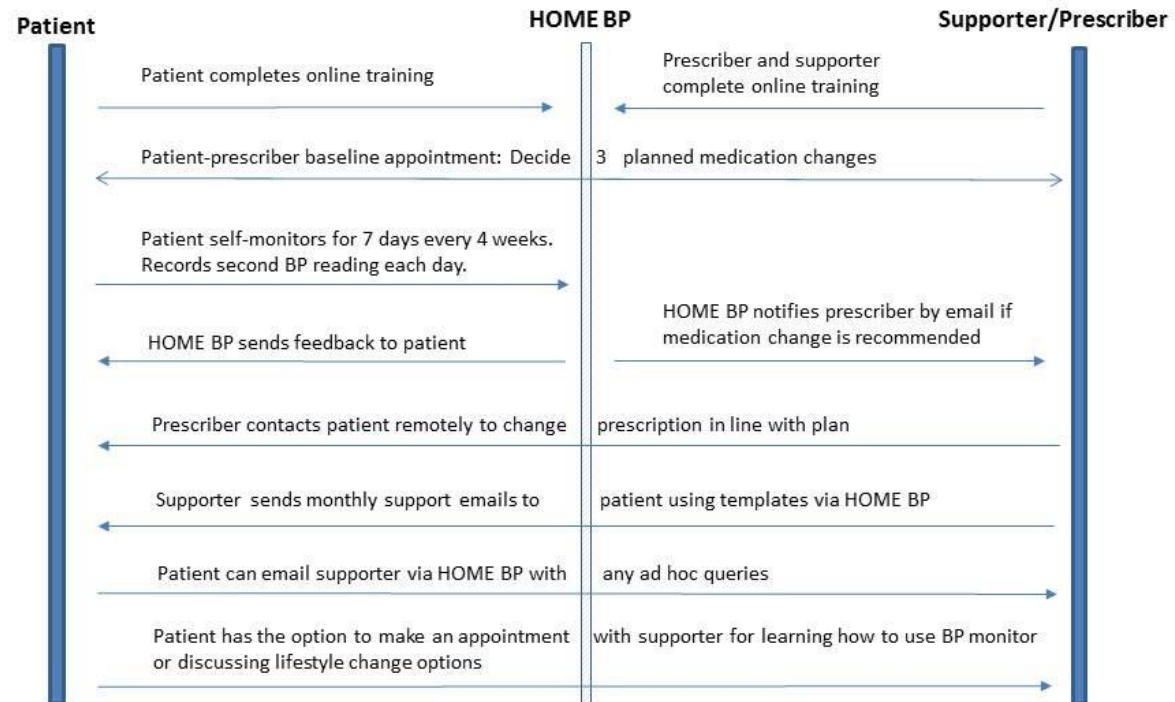 Patient
HOME BP
Supporter/Prescriber
Patient completes online training
Prescriber and supporter
complete online training
Patient-prescriber baseline appointment: Decide 3 planned medication changes
Patient self-monitors for 7 days every 4 weeks.
Records second BP reading each day.
HOME BP sends feedback to patient
HOME BP notifies prescriber by email if
medication change is recommended
Prescriber contacts patient remotely to change prescription in line with plan
Supporter sends monthly support emails to patient using templates via HOME BP
Patient can email supporter via HOME BP with any ad hoc queries
Patient has the option to make an appointment with supporter for learning how to use BP monitor
or discussing lifestyle change options